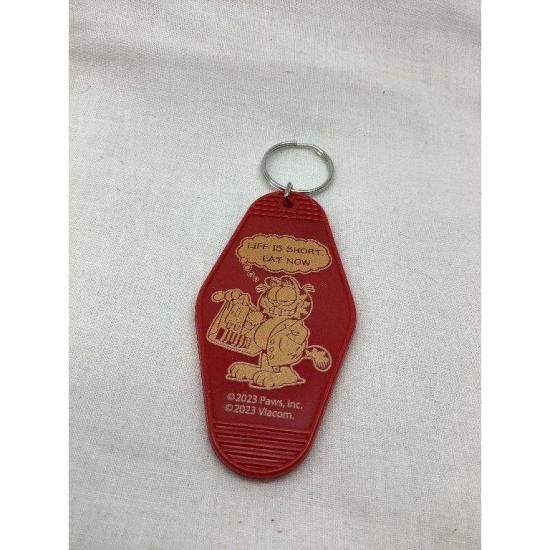 LIFE IS SHORT.
EAT NOW
©2023 Paws, Inc.
©2023 Viacom.